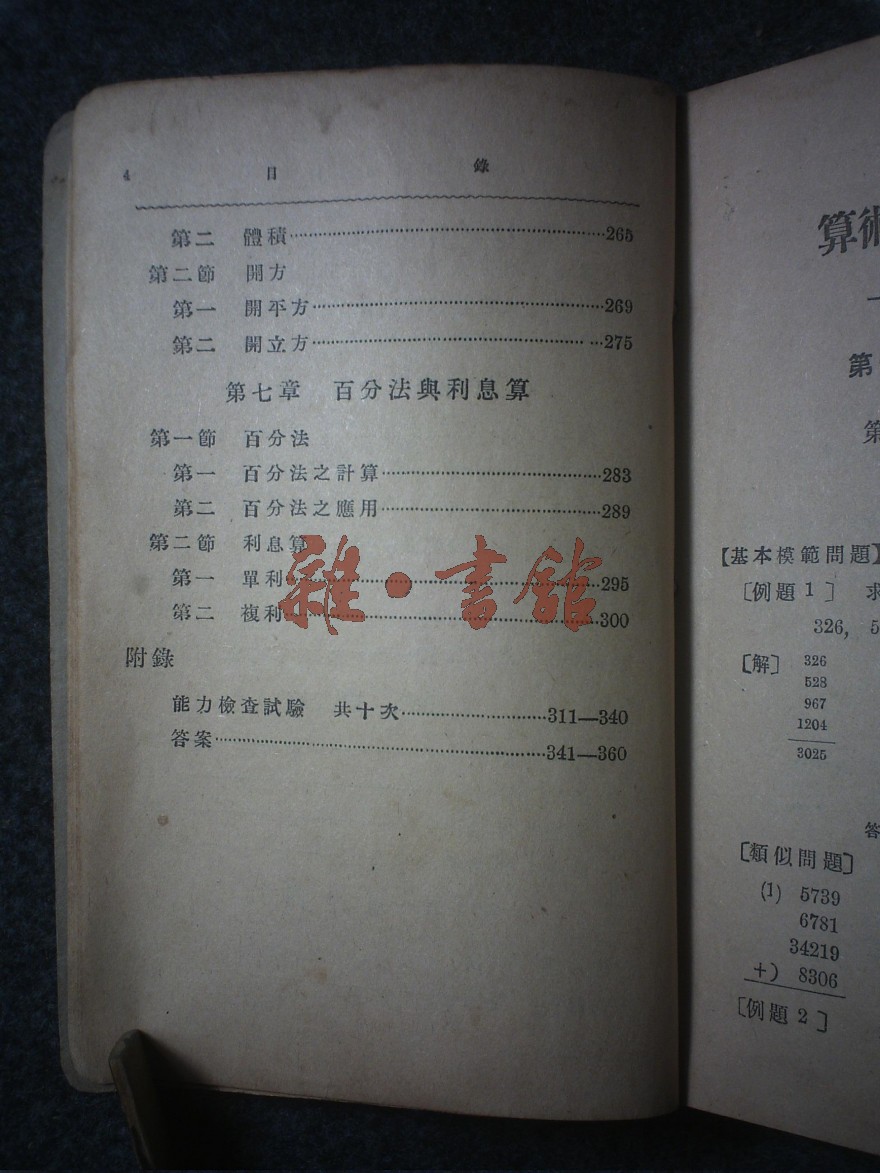 4 目 錄
第二 體積……265
第二節 開方
第一 開平方……269
第二 開立方……275
第七章 百分法與利息算
第一節 百分法
第一 百分法之計算……283
第二 百分法之應用……289
第二節 利息算
第一 單利……295
第二 複利……300
附錄
能力檢查試驗 共十次……311—340
答案……341—360
雜·書館
算術
第
第
【基本模範問題】
[例題1] 求
326, 5
[解] 326
528
967
1204
3025
答
[類似問題]
(1) 5739
6781
34219
+) 8306
[例題2]